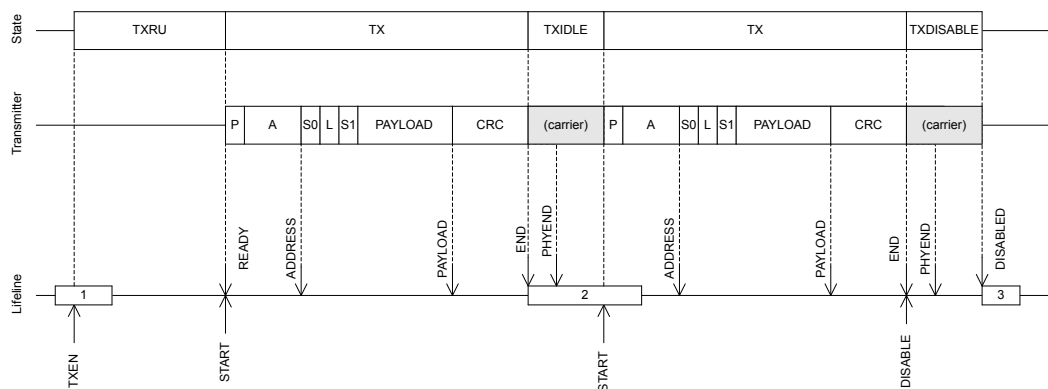 State
TXRU
TX
TXIDLE
TX
TXDISABLE
Transmitter
P
A
S0
L
S1
PAYLOAD
CRC
(carrier)
P
A
S0
L
S1
PAYLOAD
CRC
(carrier)
READY
ADDRESS
PAYLOAD
END
PHYEND
ADDRESS
PAYLOAD
END
PHYEND
DISABLED
Lifeline
1
2
3
TXEN
START
START
DISABLE